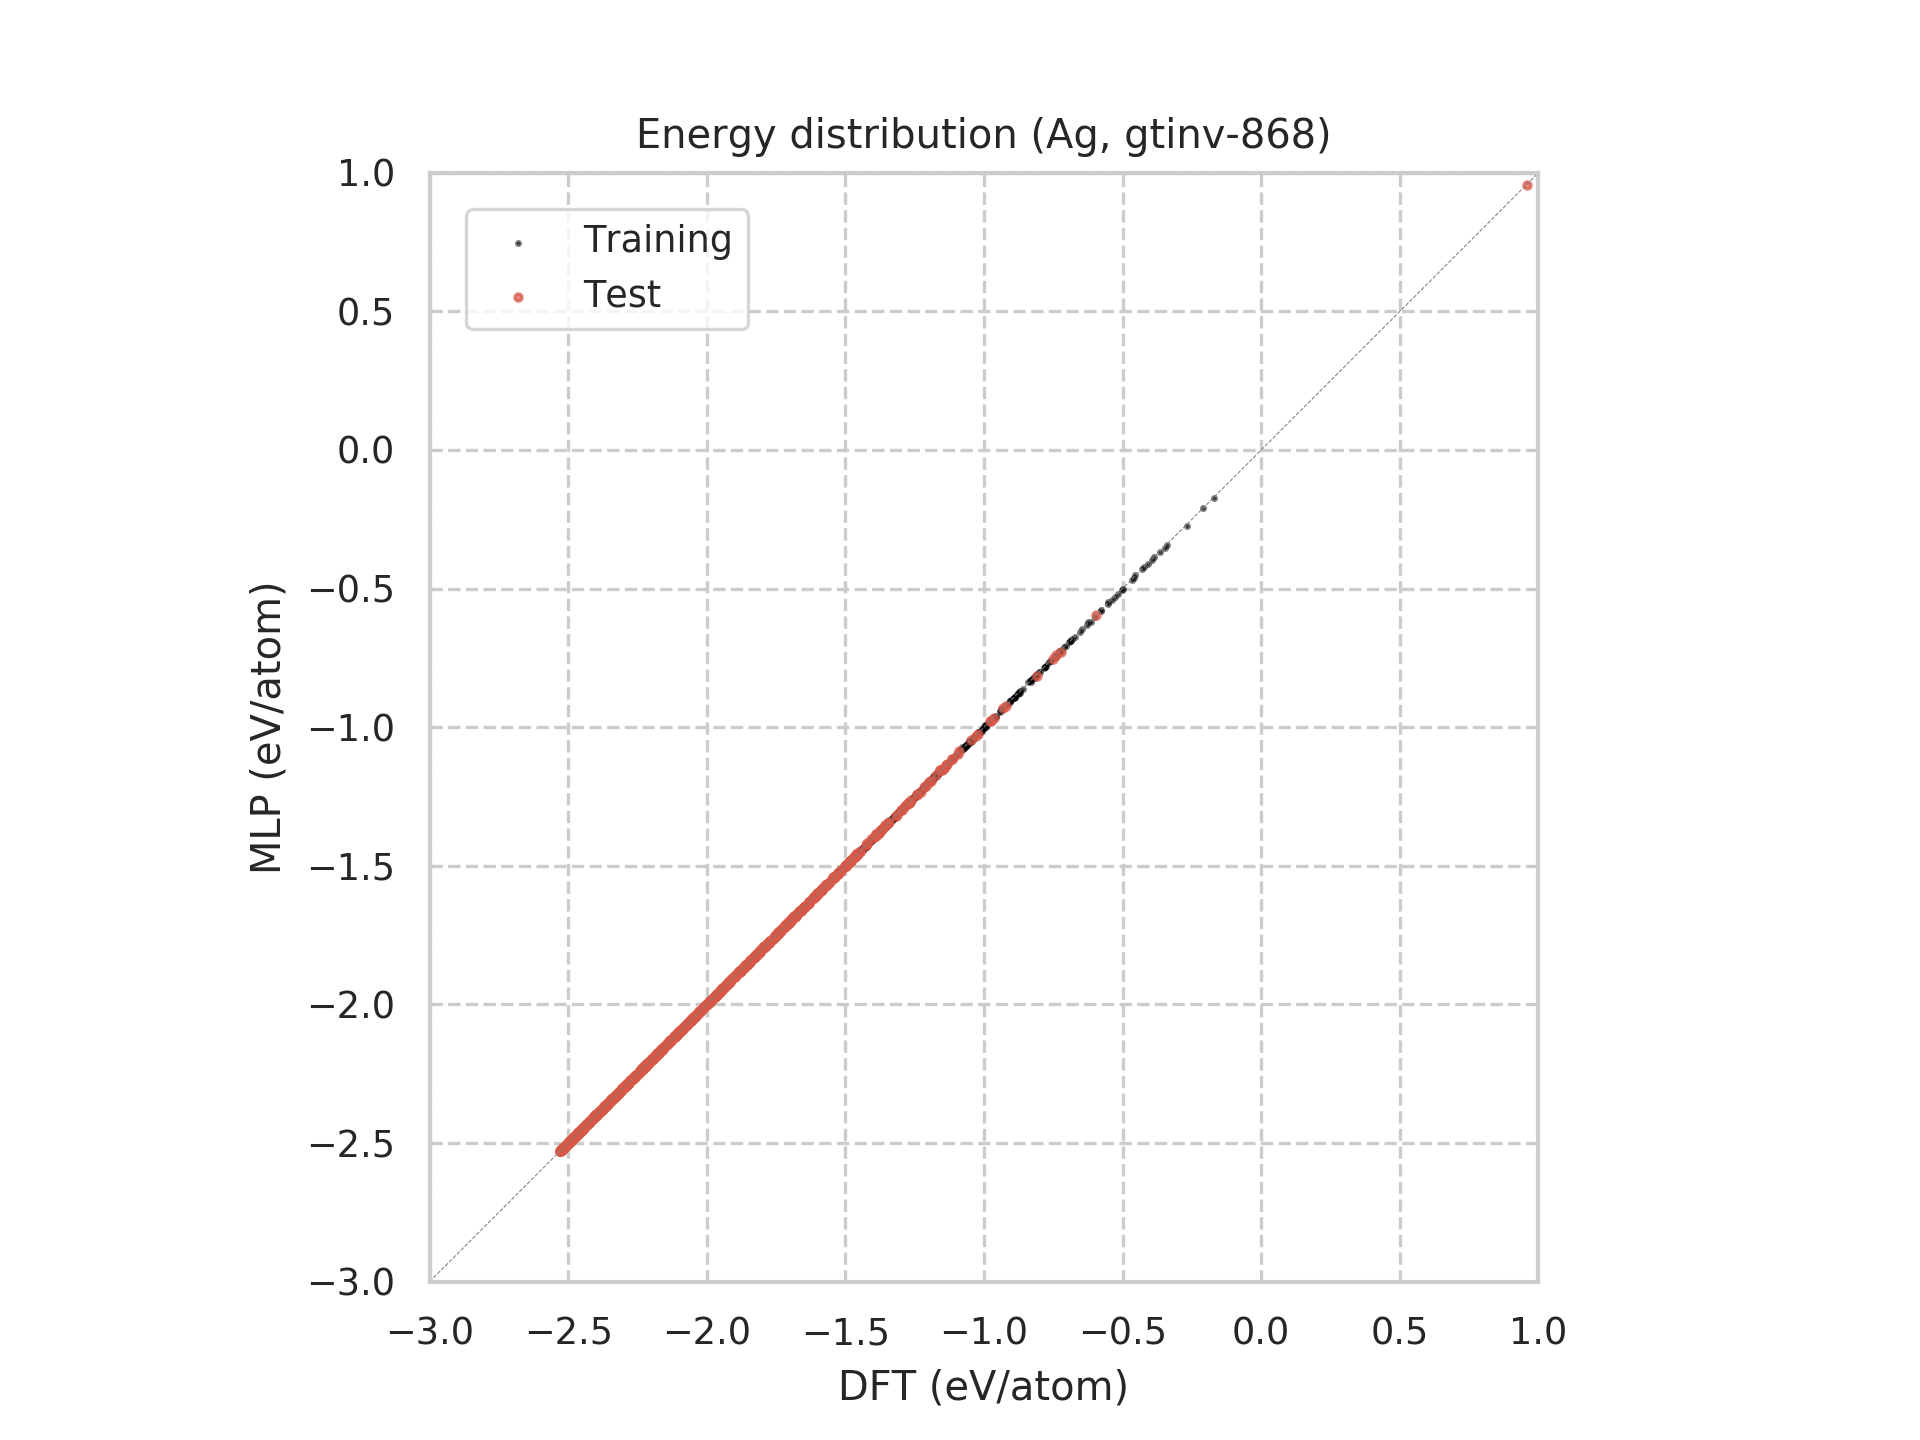 Energy distribution (Ag, gtinv-868)
1.0
0.5
0.0
−0.5
−1.0
−1.5
−2.0
−2.5
−3.0
MLP (eV/atom)
Training
Test
−3.0 −2.5 −2.0 −1.5 −1.0 −0.5 0.0 0.5 1.0
DFT (eV/atom)